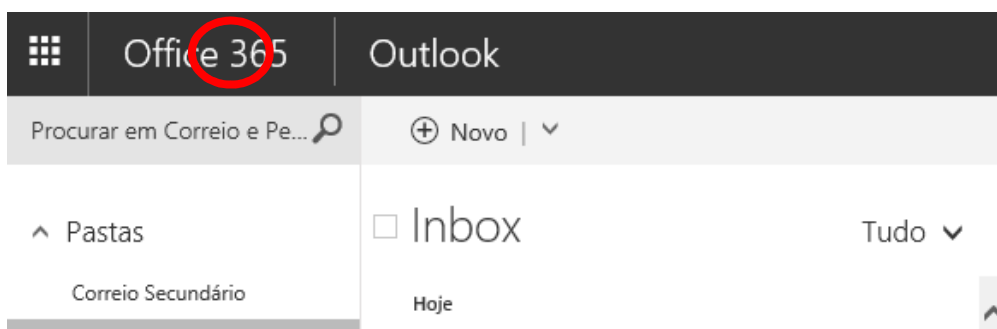 Office 365 Outlook
Procurar em Correio e Pe... Novo
Pastas Inbox Tudo
Correio Secundário Hoje